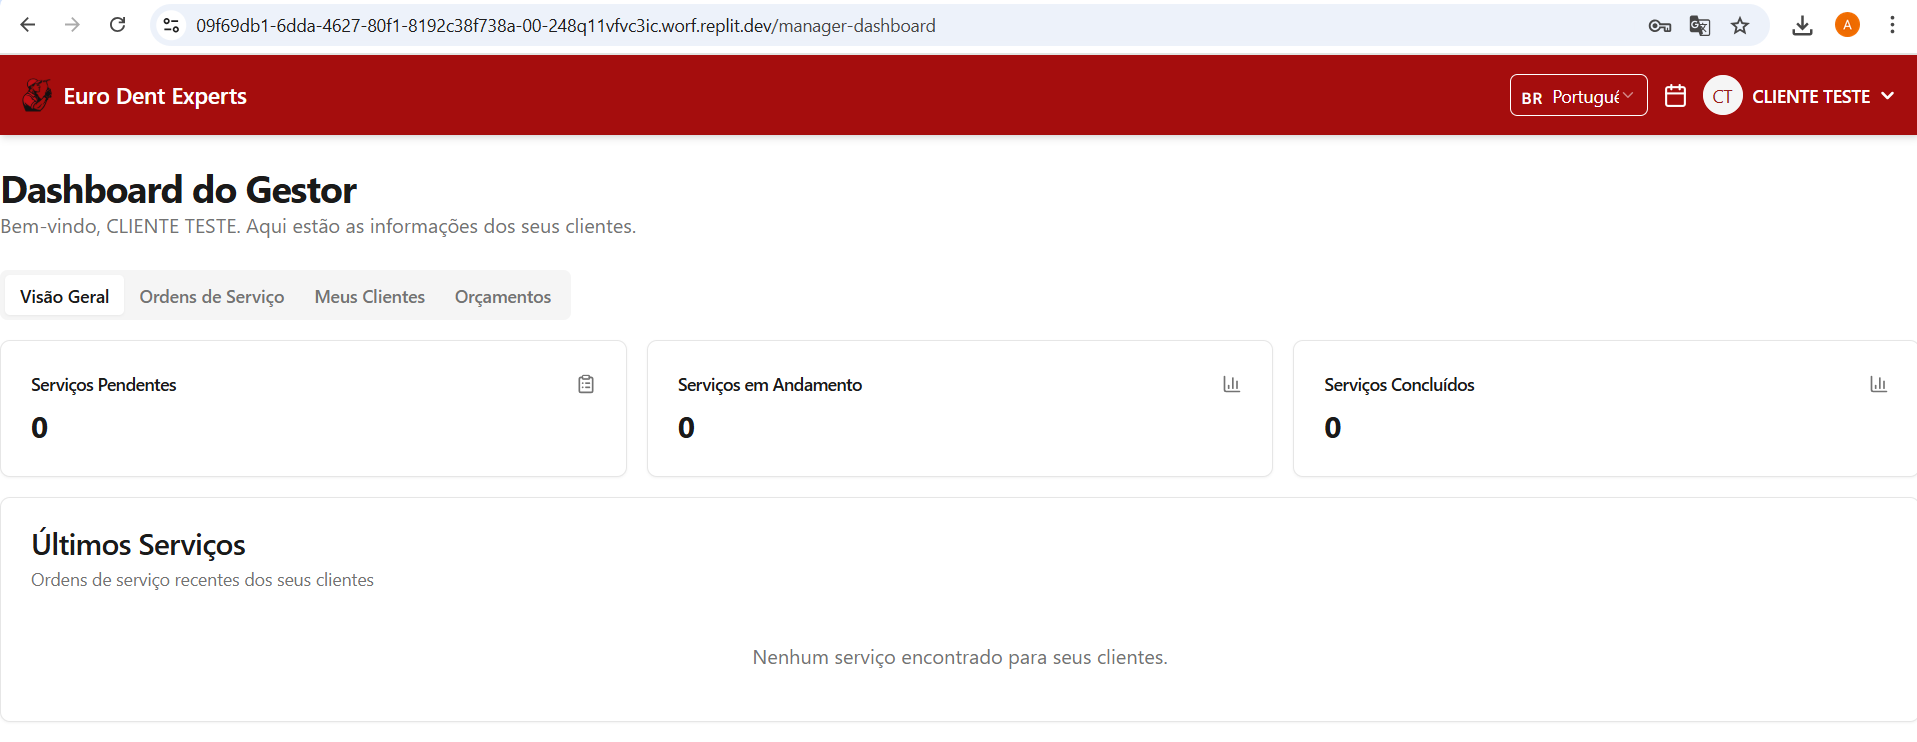 09f69db1-6dda-4627-80f1-8192c38f738a-00-248q11vfvc3ic.worf.replit.dev/manager-dashboard
A
Euro Dent Experts
BR Portugu
CT CLIENTE TESTE
Dashboard do Gestor
Bem-vindo, CLIENTE TESTE. Aqui estão as informações dos seus clientes.
Visão Geral Ordens de Serviço Meus Clientes Orçamentos
Serviços Pendentes Serviços em Andamento Serviços Concluídos
0 0 0
Últimos Serviços
Ordens de serviço recentes dos seus clientes
Nenhum serviço encontrado para seus clientes.